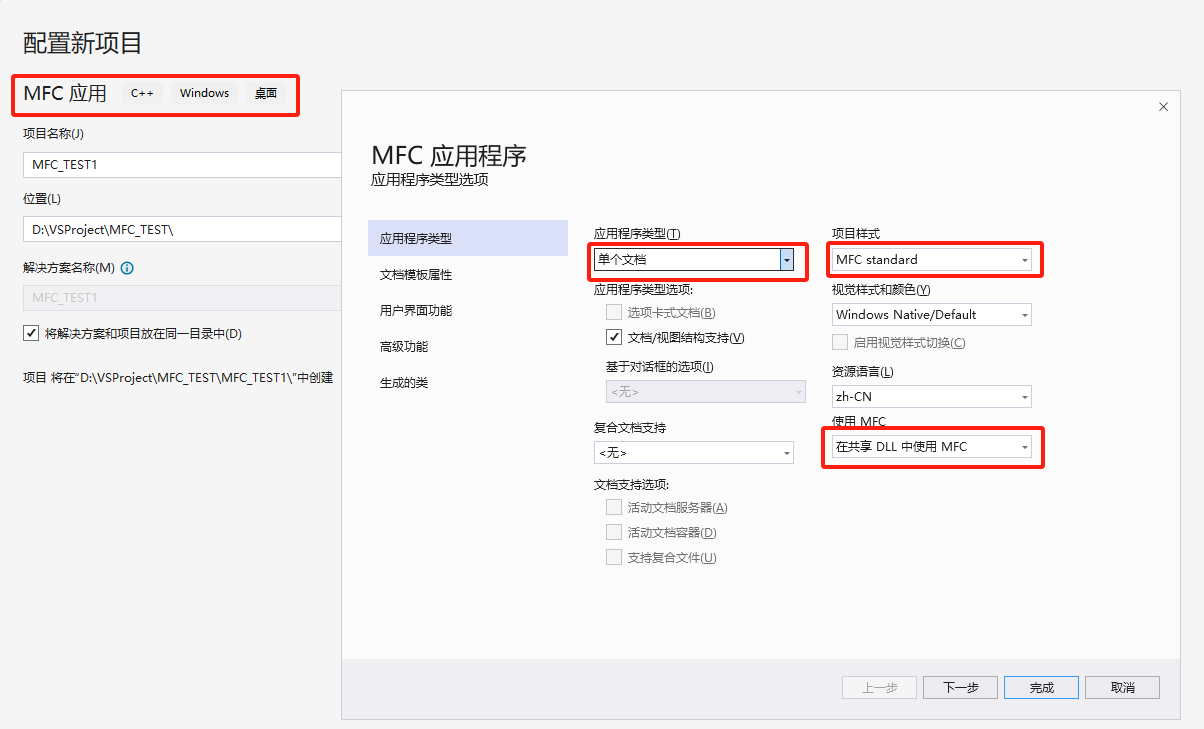 配置新项目
MFC 应用 C++ Windows 桌面
项目名称(J)
MFC_TEST1
位置(L)
D:\VSProject\MFC_TEST\
解决方案名称(M)
MFC_TEST1
将解决方案和项目放在同一目录中(D)
项目 将在“D:\VSProject\MFC_TEST\MFC_TEST1\”中创建
MFC 应用程序
应用程序类型选项
应用程序类型
文档模板属性
用户界面功能
高级功能
生成的类
应用程序类型(T)
单个文档
应用程序类型选项:
选项卡式文档(B)
文档/视图结构支持(V)
基于对话框的选项(I)
<无>
复合文档支持
<无>
文档支持选项:
活动文档服务器(A)
活动文档容器(D)
支持复合文件(U)
项目样式
MFC standard
视觉样式和颜色(Y)
Windows Native/Default
启用视觉样式切换(C)
资源语言(L)
zh-CN
使用 MFC
在共享 DLL 中使用 MFC
上一步
下一步
完成
取消